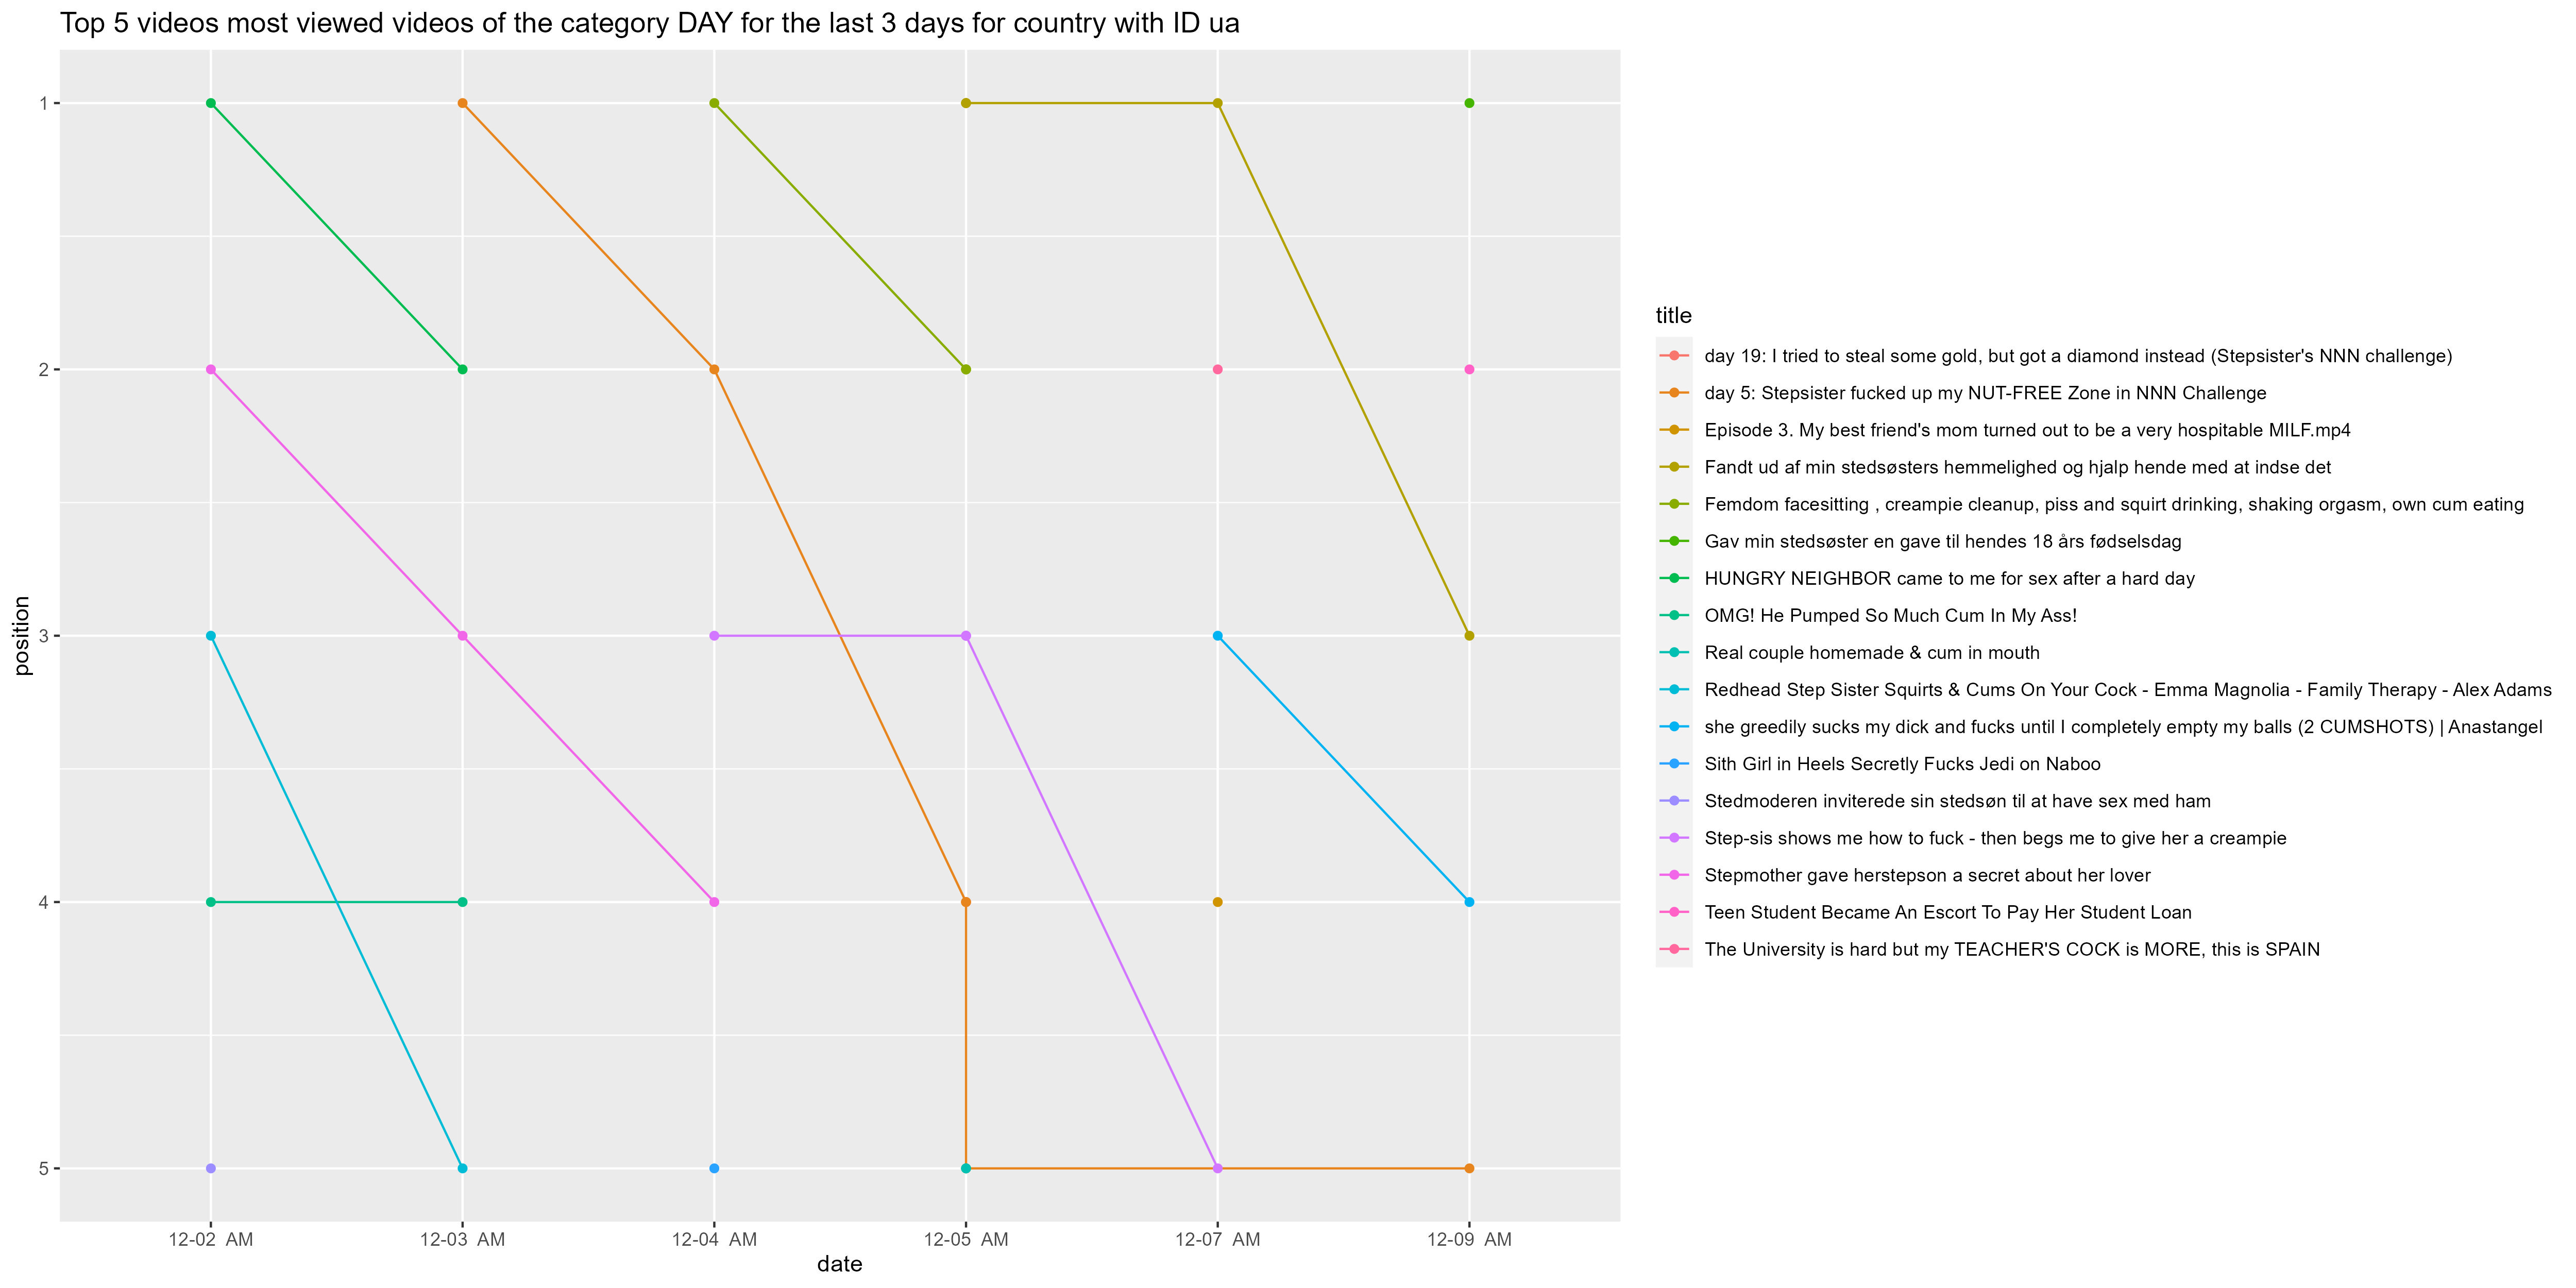 Top 5 videos most viewed videos of the category DAY for the last 3 days for country with ID ua
position
1
2
3
4
5
12-02 AM
12-03 AM
12-04 AM
12-05 AM
12-07 AM
12-09 AM
date
title
day 19: I tried to steal some gold, but got a diamond instead (Stepsister's NNN challenge)
day 5: Stepsister fucked up my NUT-FREE Zone in NNN Challenge
Episode 3. My best friend's mom turned out to be a very hospitable MILF.mp4
Fandt ud af min stedsøsters hemmelighed og hjalp hende med at indse det
Femdom facesitting , creampie cleanup, piss and squirt drinking, shaking orgasm, own cum eating
Gav min stedsøster en gave til hendes 18 års fødselsdag
HUNGRY NEIGHBOR came to me for sex after a hard day
OMG! He Pumped So Much Cum In My Ass!
Real couple homemade & cum in mouth
Redhead Step Sister Squirts & Cums On Your Cock - Emma Magnolia - Family Therapy - Alex Adams
she greedily sucks my dick and fucks until I completely empty my balls (2 CUMSHOTS) | Anastangel
Sith Girl in Heels Secretly Fucks Jedi on Naboo
Stedmoderen inviterede sin stedsøn til at have sex med ham
Step-sis shows me how to fuck - then begs me to give her a creampie
Stepmother gave herstepson a secret about her lover
Teen Student Became An Escort To Pay Her Student Loan
The University is hard but my TEACHER'S COCK is MORE, this is SPAIN